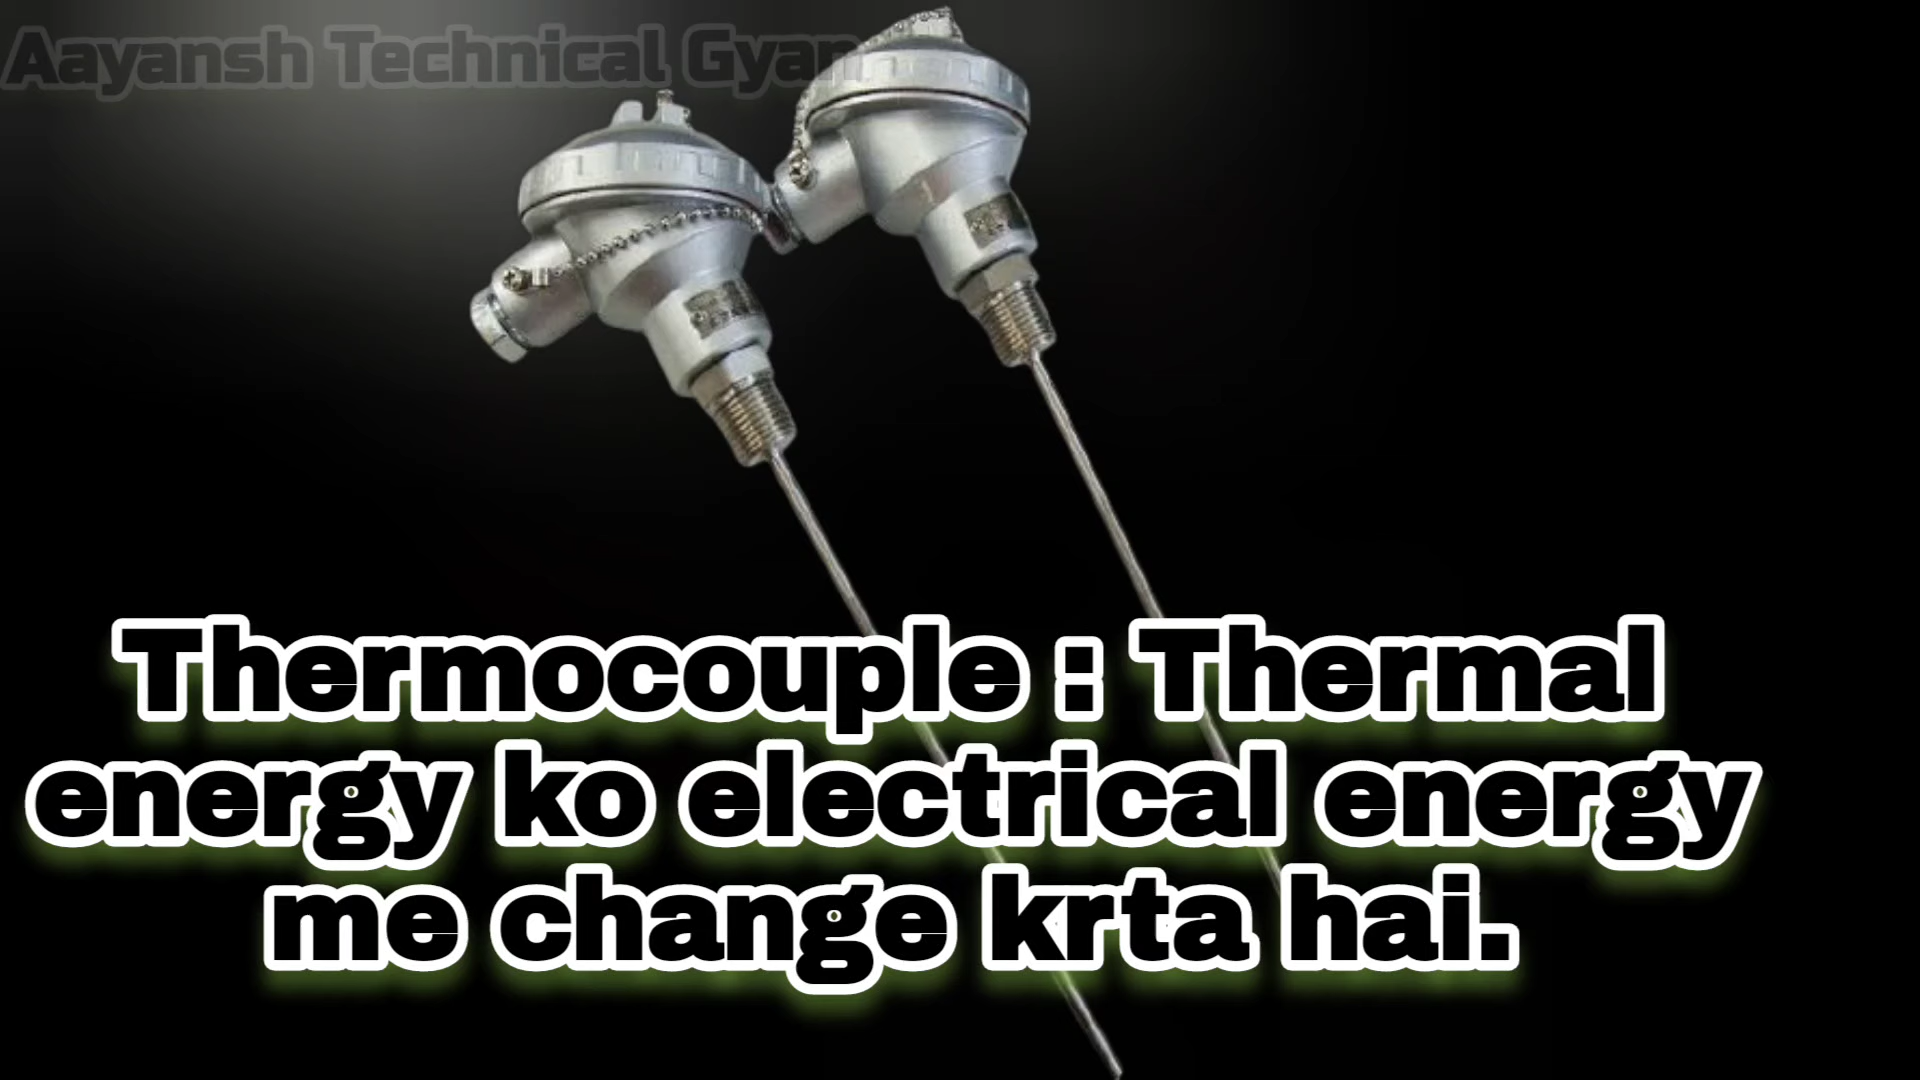 Aayansh Technical Gyan
Thermocouple : Thermal
energy ko electrical energy
me change krta hai.